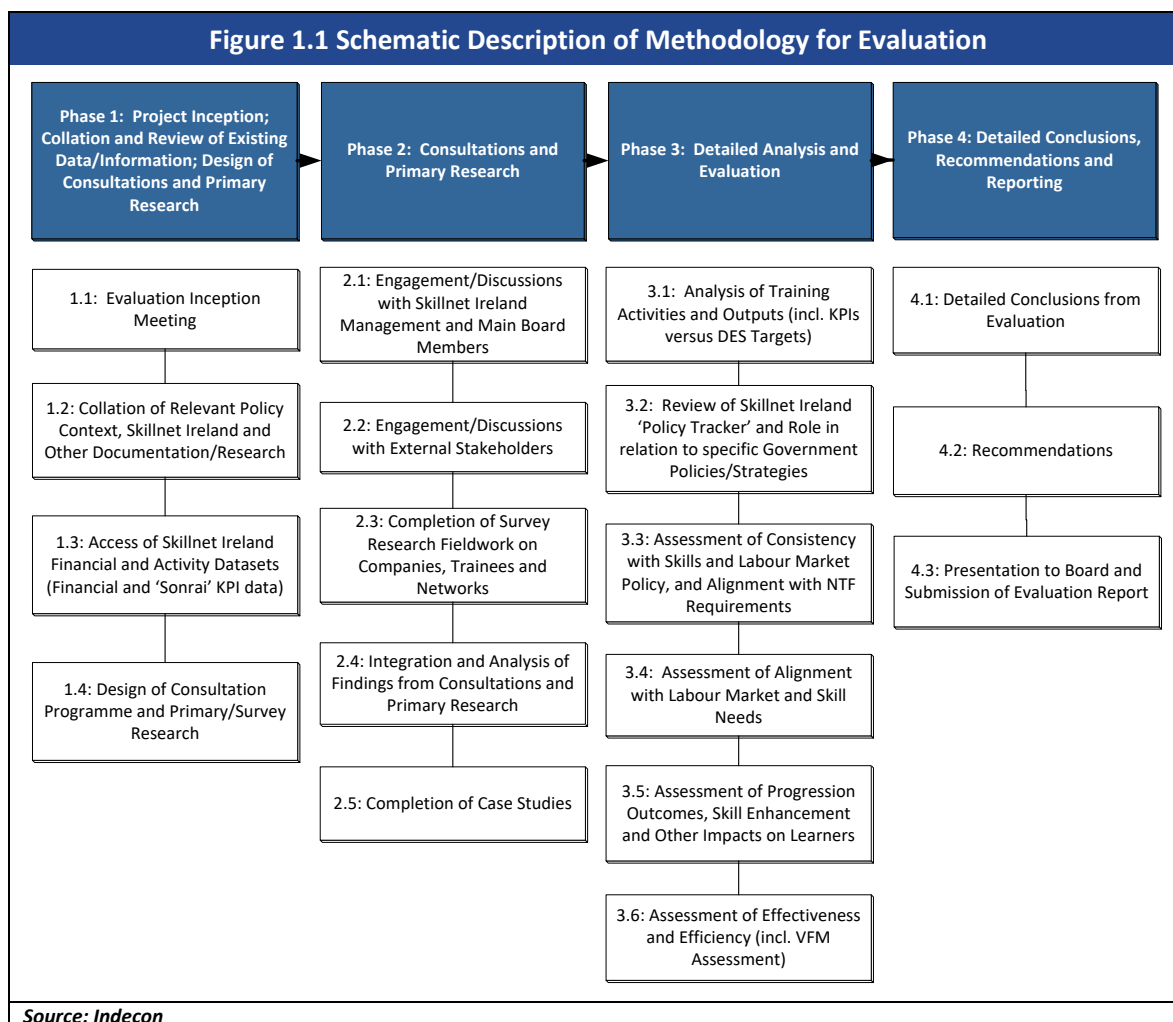 Figure 1.1 Schematic Description of Methodology for Evaluation
Phase 1: Project Inception;
Collation and Review of Existing
Data/Information; Design of
Consultations and Primary
Research
Phase 2: Consultations and
Primary Research
Phase 3: Detailed Analysis and
Evaluation
Phase 4: Detailed Conclusions,
Recommendations and
Reporting
1.1: Evaluation Inception
Meeting
1.2: Collation of Relevant Policy
Context, Skillnet Ireland and
Other Documentation/Research
1.3: Access of Skillnet Ireland
Financial and Activity Datasets
(Financial and ‘Sonrai’ KPI data)
1.4: Design of Consultation
Programme and Primary/Survey
Research
2.1: Engagement/Discussions
with Skillnet Ireland
Management and Main Board
Members
2.2: Engagement/Discussions
with External Stakeholders
2.3: Completion of Survey
Research Fieldwork on
Companies, Trainees and
Networks
2.4: Integration and Analysis of
Findings from Consultations and
Primary Research
2.5: Completion of Case Studies
3.1: Analysis of Training
Activities and Outputs (incl. KPIs
versus DES Targets)
3.2: Review of Skillnet Ireland
‘Policy Tracker’ and Role in
relation to specific Government
Policies/Strategies
3.3: Assessment of Consistency
with Skills and Labour Market
Policy, and Alignment with NTF
Requirements
3.4: Assessment of Alignment
with Labour Market and Skill
Needs
3.5: Assessment of Progression
Outcomes, Skill Enhancement
and Other Impacts on Learners
3.6: Assessment of Effectiveness
and Efficiency (incl. VFM
Assessment)
4.1: Detailed Conclusions from
Evaluation
4.2: Recommendations
4.3: Presentation to Board and
Submission of Evaluation Report
Source: Indecon